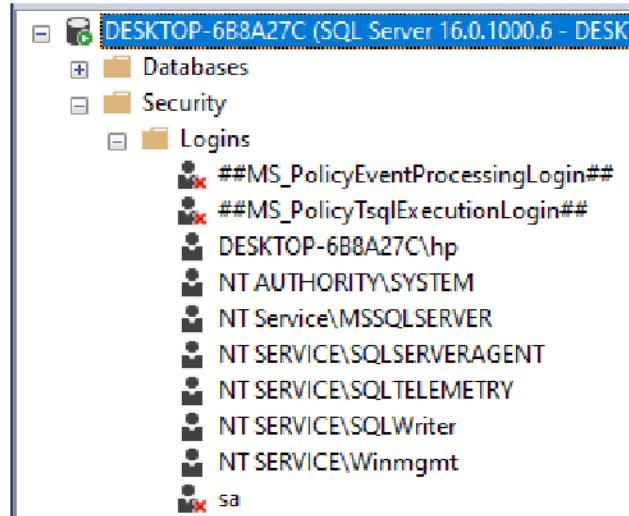 DESKTOP-6B8A27C (SQL Server 16.0.1000.6 - DESK
Databases
Security
Logins
##MS_PolicyEventProcessingLogin##
##MS_PolicyTsqlExecutionLogin##
DESKTOP-6B8A27C\hp
NT AUTHORITY\SYSTEM
NT Service\MSSQLSERVER
NT SERVICE\SQLSERVERAGENT
NT SERVICE\SQLTELEMETRY
NT SERVICE\SQLWriter
NT SERVICE\Winmgmt
sa